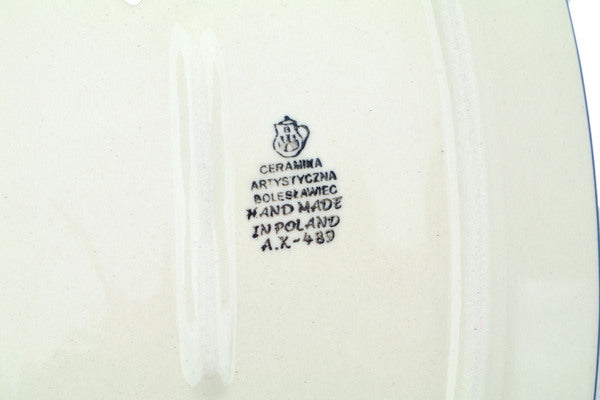 CERAMIKA
ARTYSTYCZNA
BOLESŁAWIEC
HAND MADE
IN POLAND
A.X-489